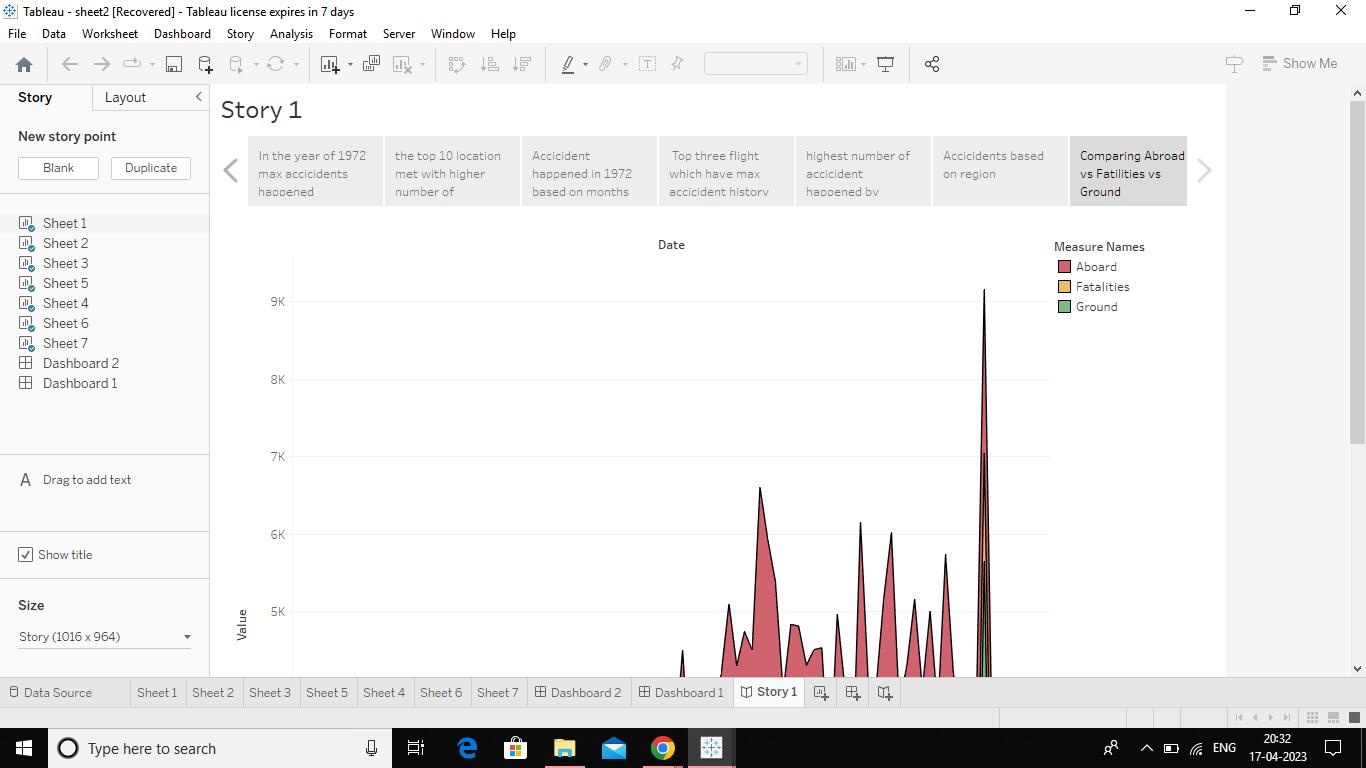 Tableau - sheet2 [Recovered] - Tableau license expires in 7 days
File Data Worksheet Dashboard Story Analysis Format Server Window Help
Show Me
Story Layout
New story point
Blank Duplicate
Sheet 1
Sheet 2
Sheet 3
Sheet 5
Sheet 4
Sheet 6
Sheet 7
Dashboard 2
Dashboard 1
A Drag to add text
Show title
Size
Story (1016 x 964)
Story 1
In the year of 1972
max accidients
happened
the top 10 location
met with higher
number of
Accicident
happened in 1972
based on months
Top three flight
which have max
accicident history
highest number of
accicident
happened by
Accicidents based
on region
Comparing Abroad
vs Fatilities vs
Ground
Date
9K
8K
7K
6K
5K
Value
Measure Names
Aboard
Fatalities
Ground
Data Source Sheet 1 Sheet 2 Sheet 3 Sheet 5 Sheet 4 Sheet 6 Sheet 7 Dashboard 2 Dashboard 1 Story 1
Type here to search
ENG
20:32
17-04-2023